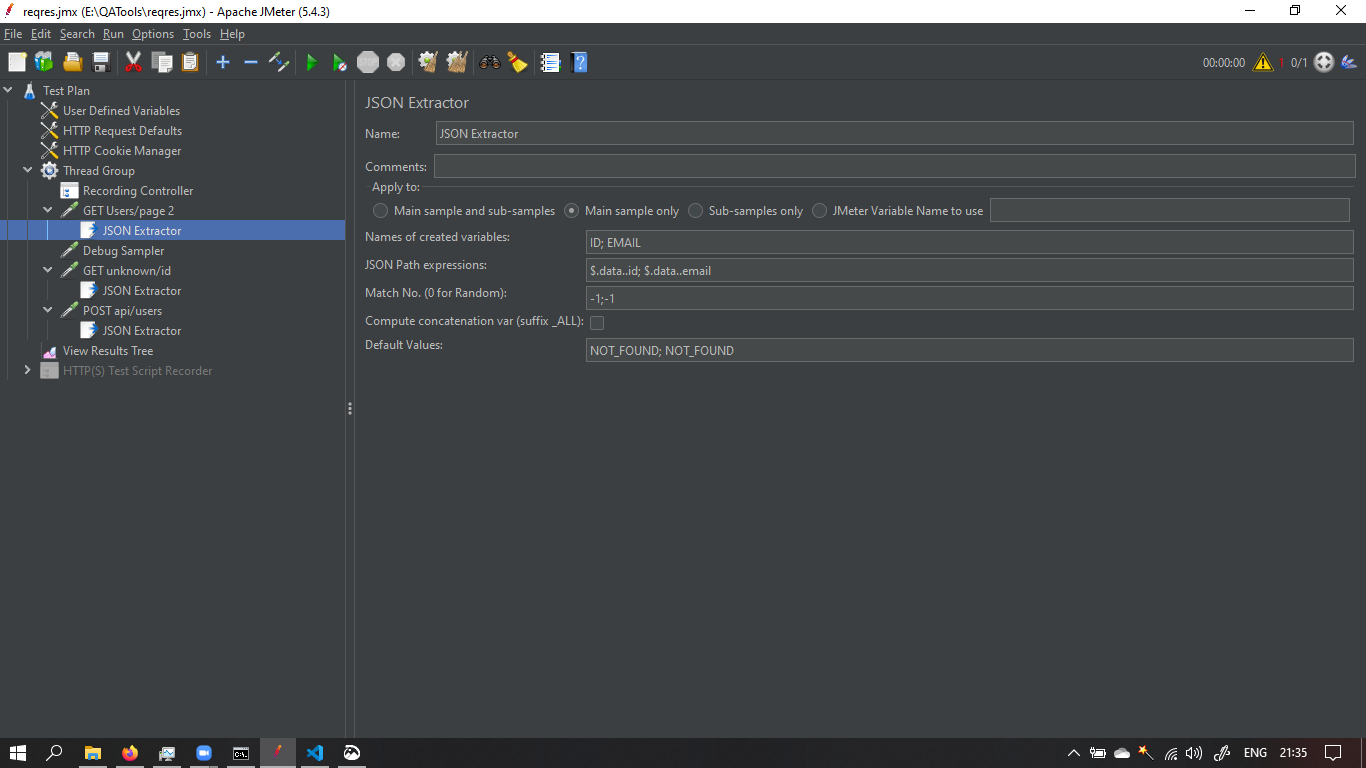 reqres.jmx (E:\QATools\reqres.jmx) - Apache JMeter (5.4.3)
File Edit Search Run Options Tools Help
STOP
00:00:00 1 0/1
Test Plan
User Defined Variables
HTTP Request Defaults
HTTP Cookie Manager
Thread Group
Recording Controller
GET Users/page 2
JSON Extractor
Debug Sampler
GET unknown/id
JSON Extractor
POST api/users
JSON Extractor
View Results Tree
HTTP(S) Test Script Recorder
JSON Extractor
Name: JSON Extractor
Comments:
Apply to:
Main sample and sub-samples Main sample only Sub-samples only JMeter Variable Name to use
Names of created variables: ID; EMAIL
JSON Path expressions: $.data..id; $.data..email
Match No. (0 for Random): -1;-1
Compute concatenation var (suffix _ALL):
Default Values: NOT_FOUND; NOT_FOUND
ENG 21:35